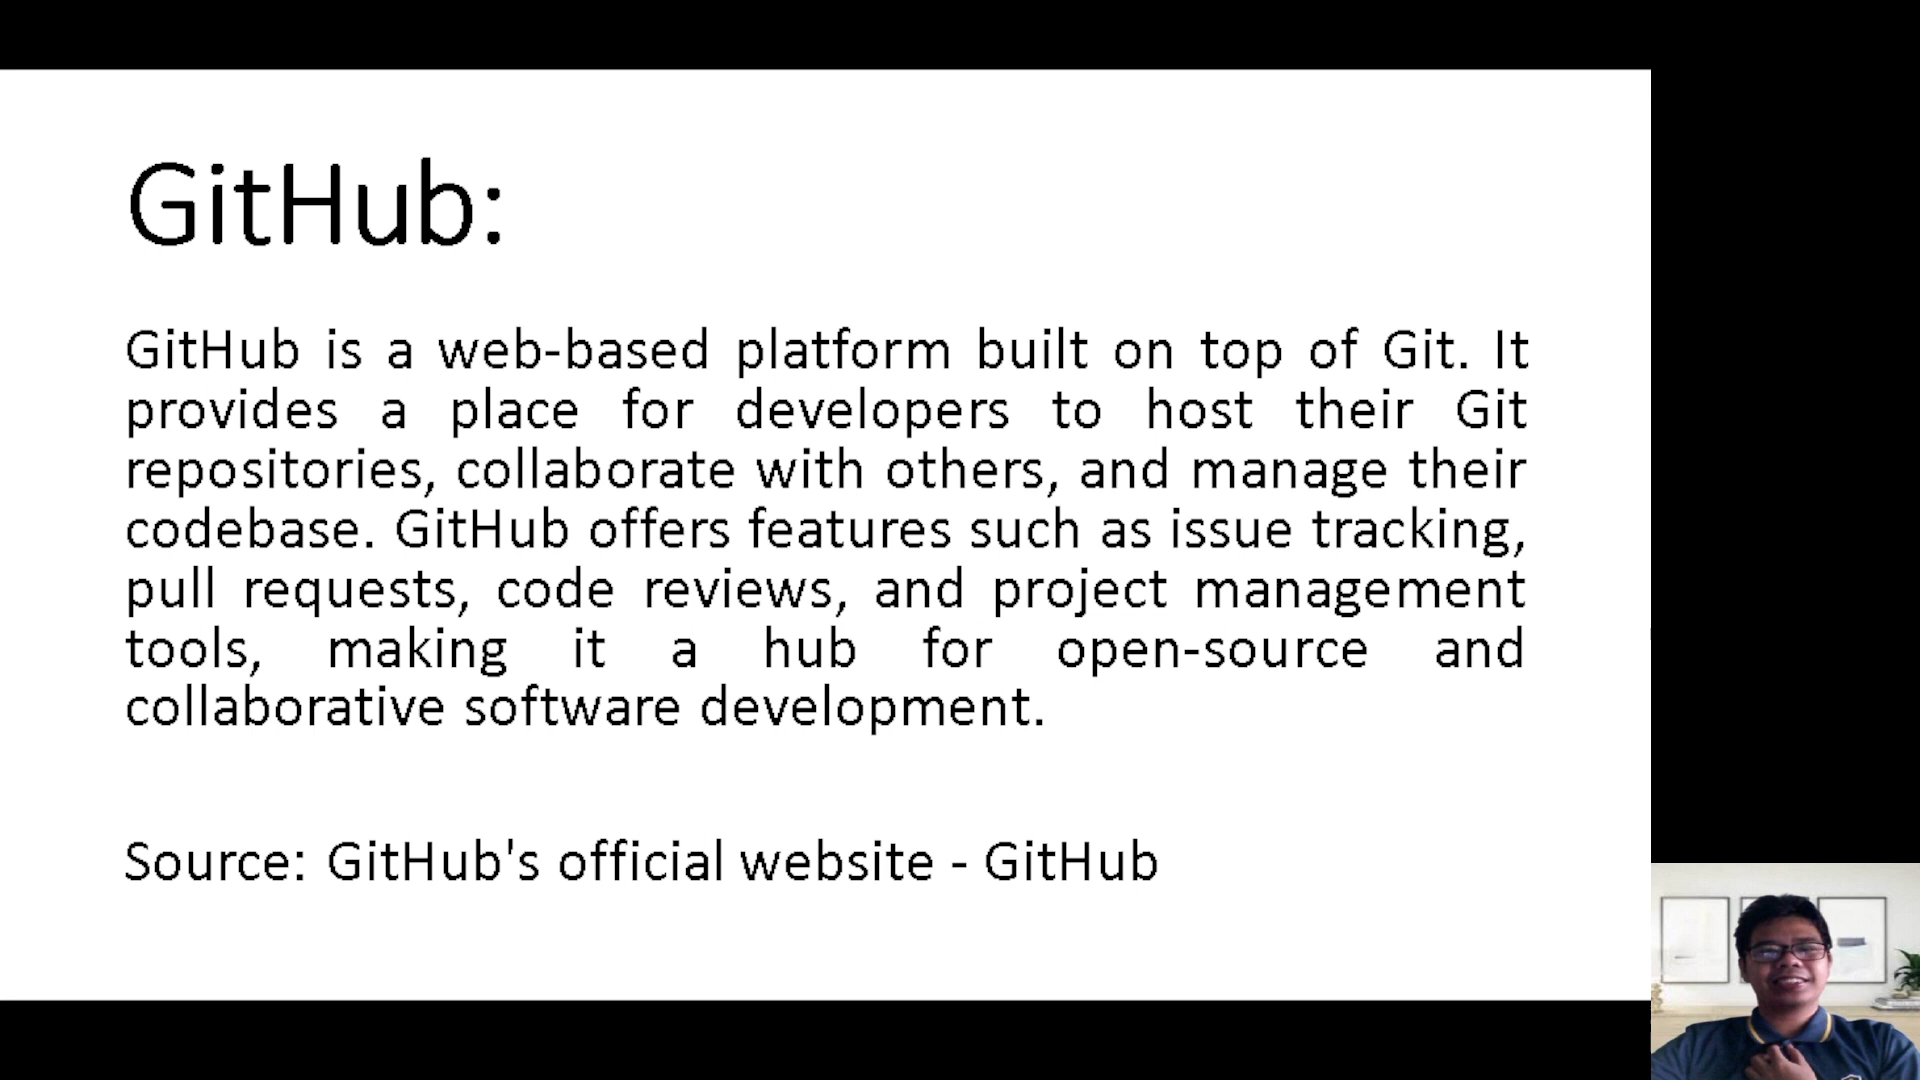 GitHub:
GitHub is a web-based platform built on top of Git. It
provides a place for developers to host their Git
repositories, collaborate with others, and manage their
codebase. GitHub offers features such as issue tracking,
pull requests, code reviews, and project management
tools, making it a hub for open-source and
collaborative software development.
Source: GitHub's official website - GitHub